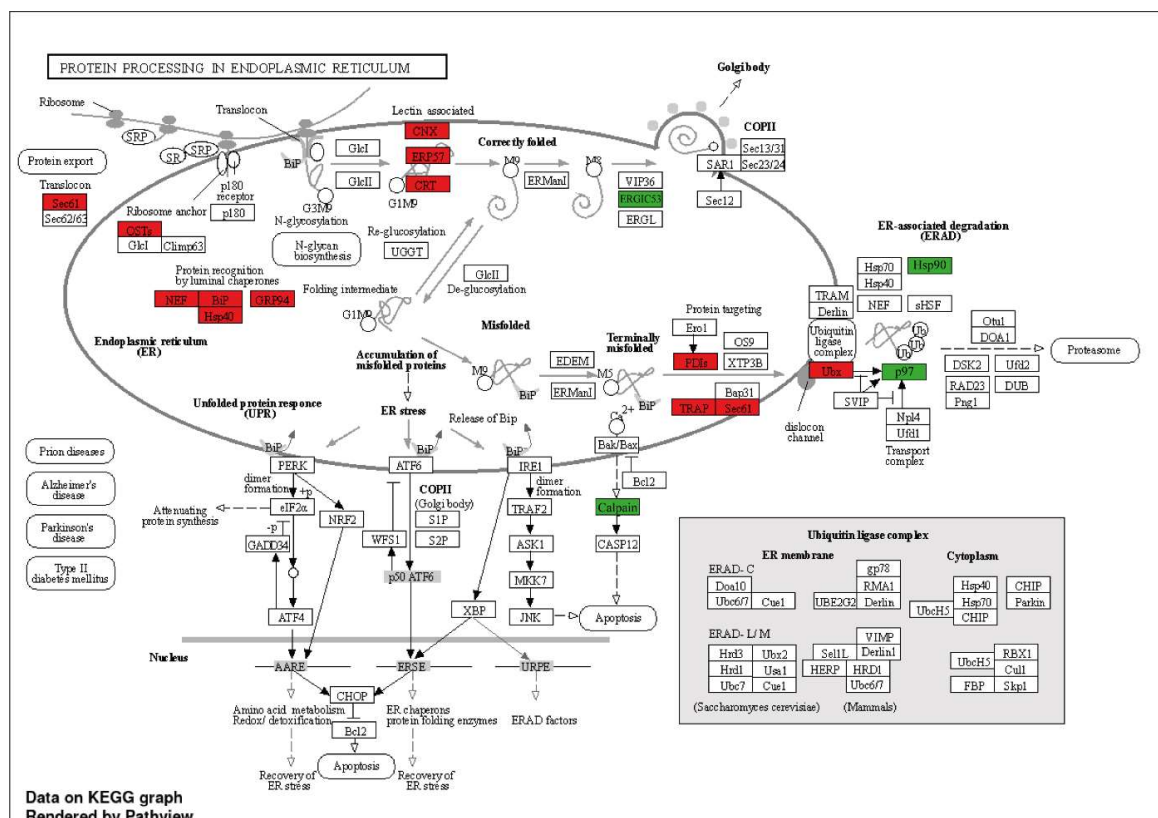 PROTEIN PROCESSING IN ENDOPLASMIC RETICULUM
Golgi body
Ribosome
Translocon
Lectin associated
SRP
SR
SRP
BiP
GlcI
GlcII
CNX
ERP57
CRT
Correctly folded
COPII
Sec13/31
SAR1
Sec23/24
Sec12
Protein export
Translocon
Sec61
Sec62/63
p180
receptor
p180
Ribosome anchor
OSTs
GlcI
Climp63
G3M9
N-glycosylation
N-glycan
biosynthesis
G1M9
M9
ERManI
M8
VIP36
ERGIC53
ERGL
Re-glucosylation
UGGT
GlcII
De-glucosylation
ER-associated degradation
(ERAD)
Hsp70
Hsp40
Hsp90
NEF
sHSF
TRAM
Derlin
Ubiquitin
ligase
complex
Ub
Ub
Ub
Otu1
DOA1
Proteasome
Protein recognition
by luminal chaperones
NEF
BiP
GRP94
Hsp40
Folding intermediate
G1M9
Endoplasmic reticulum
(ER)
Accumulation of
misfolded proteins
Misfolded
M9
BiP
EDEM
ERManI
Terminally
misfolded
M5
BiP
Protein targeting
Ero1
PDIs
OS9
XTP3B
Bap31
TRAP
Sec61
Ubx
p97
SVIP
Npl4
Ufd1
Transport
complex
dislocon
channel
DSK2
Ufd2
RAD23
DUB
Png1
Unfolded protein responce
(UPR)
ER stress
Release of Bip
Ca2+
Bak/Bax
Bcl2
Calpain
CASP12
Apoptosis
BiP
PERK
BiP
ATF6
BiP
IRE1
dimer
formation
+p
eIF2α
Attenuating
protein synthesis
-p
GADD34
NRF2
ATF4
COPII
(Golgi body)
S1P
S2P
WFS1
p50 ATF6
dimer
formation
TRAF2
ASK1
MKK7
JNK
XBP
Prion diseases
Alzheimer's
disease
Parkinson's
disease
Type II
diabetes mellitus
Nucleus
AARE
ERSE
URPE
CHOP
Bcl2
Apoptosis
Amino acid metabolism
Redox/ detoxification
ER chaperons
protein folding enzymes
ERAD factors
Recovery of
ER stress
Recovery of
ER stress
Ubiquitin ligase complex
ER membrane
Cytoplasm
ERAD- C
Doa10
Ubc6/7
Cue1
gp78
RMA1
UBE2G2
Derlin
Hsp40
Hsp70
UbcH5
CHIP
CHIP
Parkin
ERAD- L/ M
Hrd3
Ubx2
Hrd1
Usa1
Ubc7
Cue1
VIMP
Sel1L
Derlin1
HERP
HRD1
Ubc6/7
RBX1
UbcH5
Cul1
FBP
Skp1
(Saccharomyces cerevisiae)
(Mammals)
Data on KEGG graph
Rendered by Pathview